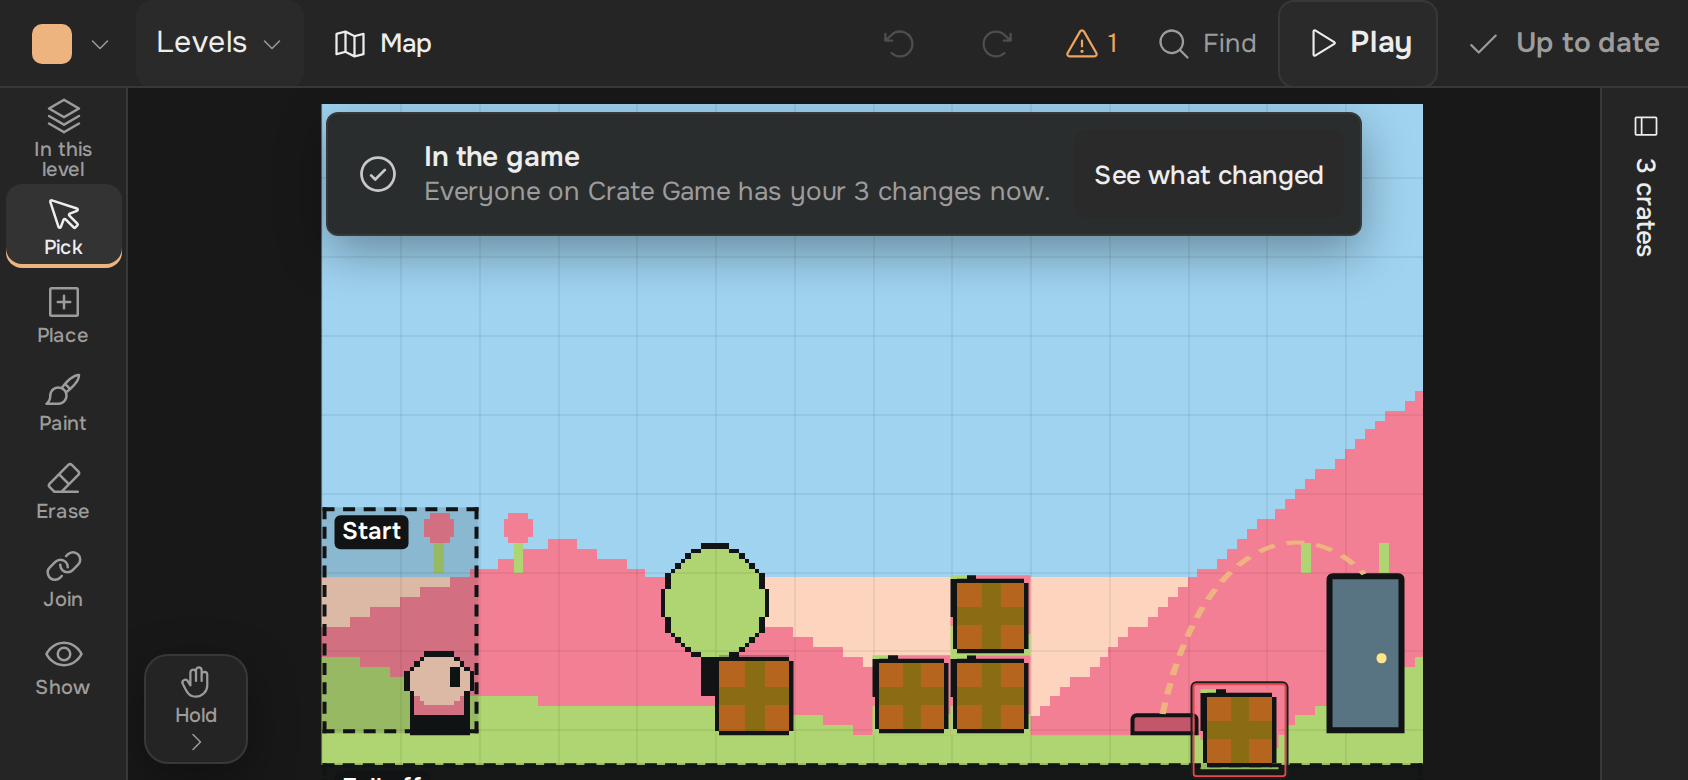 Levels
Map
1
Find
Play
Up to date
In this
level
Pick
Place
Paint
Erase
Join
Show
Hold
In the game
Everyone on Crate Game has your 3 changes now.
See what changed
Start
3 crates